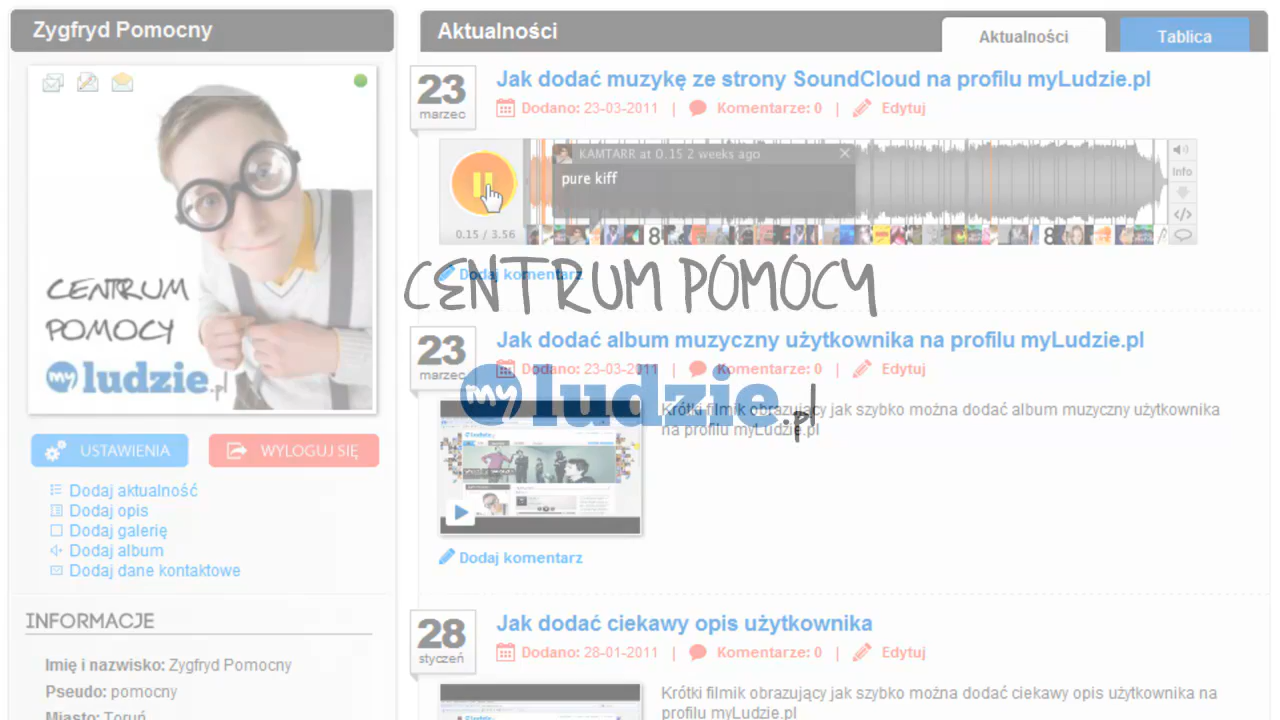 Zygfryd Pomocny
CENTRUM
POMOCY
my ludzie.pl
USTAWIENIA
WYLOGUJ SIĘ
Dodaj aktualność
Dodaj opis
Dodaj galerię
Dodaj album
Dodaj dane kontaktowe
INFORMACJE
Imię i nazwisko: Zygfryd Pomocny
Pseudo: pomocny
Miasto: Toruń
Aktualności
Aktualności
Tablica
23
marzec
Jak dodać muzykę ze strony SoundCloud na profilu myLudzie.pl
Dodano: 23-03-2011 | Komentarze: 0 | Edytuj
KAMTARR at 0.15 2 weeks ago
pure kiff
0.15 / 3.56
Info
Dodaj komentarz
CENTRUM POMOCY
23
marzec
Jak dodać album muzyczny użytkownika na profilu myLudzie.pl
Dodano: 23-03-2011 | Komentarze: 0 | Edytuj
my ludzie.pl
Krótki filmik obrazujący jak szybko można dodać album muzyczny użytkownika
na profilu myLudzie.pl
Dodaj komentarz
28
styczeń
Jak dodać ciekawy opis użytkownika
Dodano: 28-01-2011 | Komentarze: 0 | Edytuj
Krótki filmik obrazujący jak szybko można dodać ciekawy opis użytkownika na
profilu myLudzie.pl